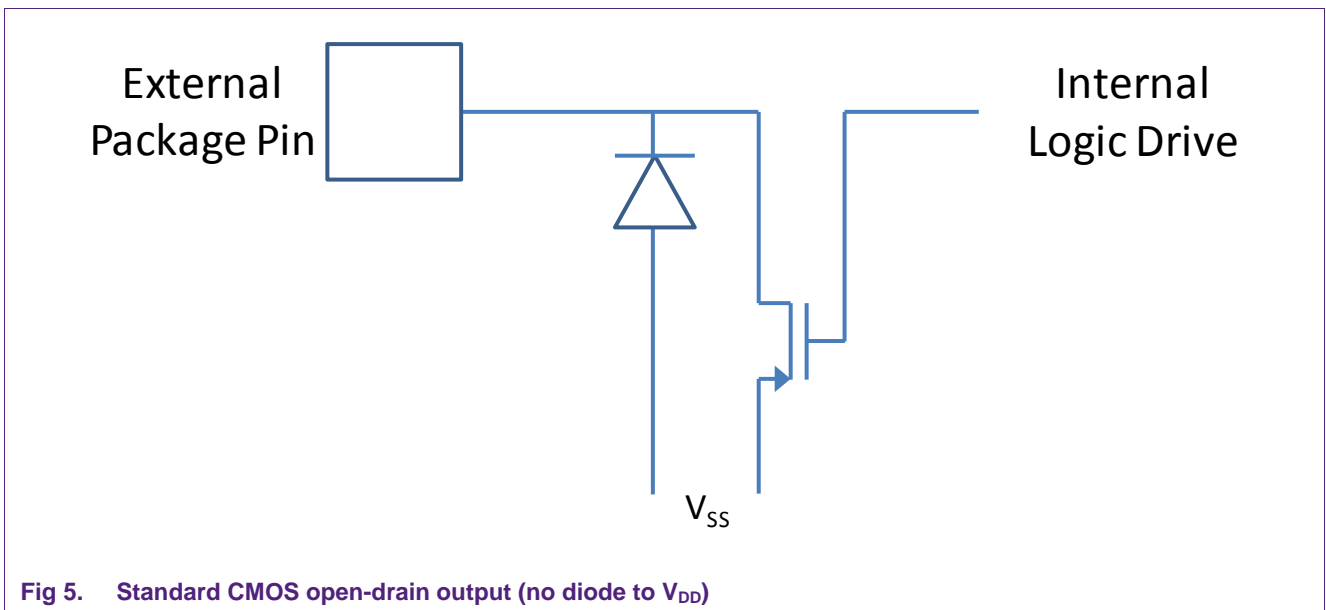 External
Package Pin
Internal
Logic Drive
VSS
Fig 5. Standard CMOS open-drain output (no diode to VDD)